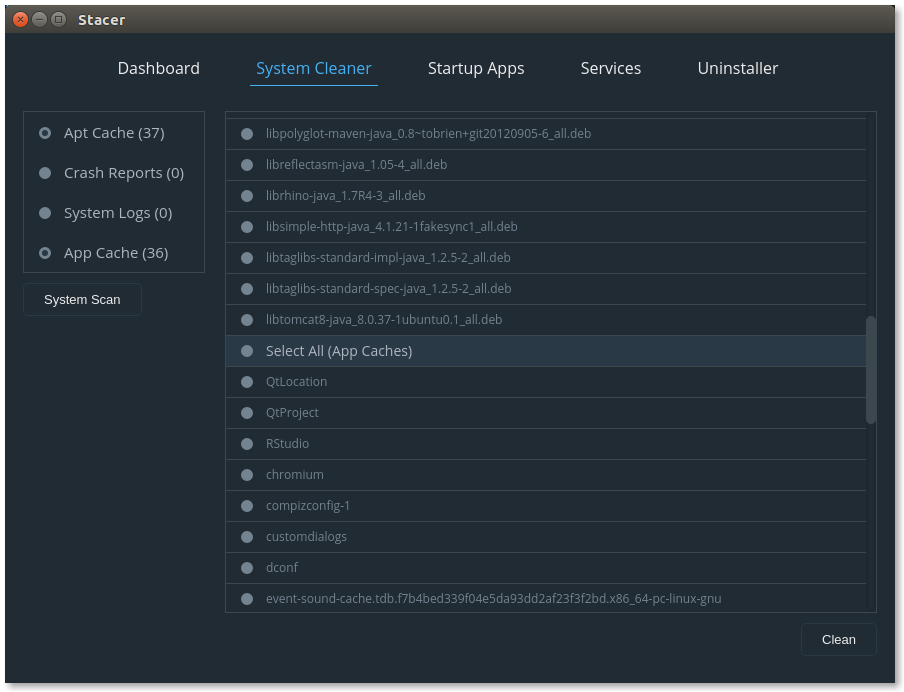 Stacer
Dashboard
System Cleaner
Startup Apps
Services
Uninstaller
Apt Cache (37)
Crash Reports (0)
System Logs (0)
App Cache (36)
System Scan
libpolyglot-maven-java_0.8~tobrien+git20120905-6_all.deb
libreflectasm-java_1.05-4_all.deb
librhino-java_1.7R4-3_all.deb
libsimple-http-java_4.1.21-1fakesync1_all.deb
libtaglibs-standard-impl-java_1.2.5-2_all.deb
libtaglibs-standard-spec-java_1.2.5-2_all.deb
libtomcat8-java_8.0.37-1ubuntu0.1_all.deb
Select All (App Caches)
QtLocation
QtProject
RStudio
chromium
compizconfig-1
customdialogs
dconf
event-sound-cache.tdb.f7b4bed339f04e5da93dd2af23f3f2bd.x86_64-pc-linux-gnu
Clean